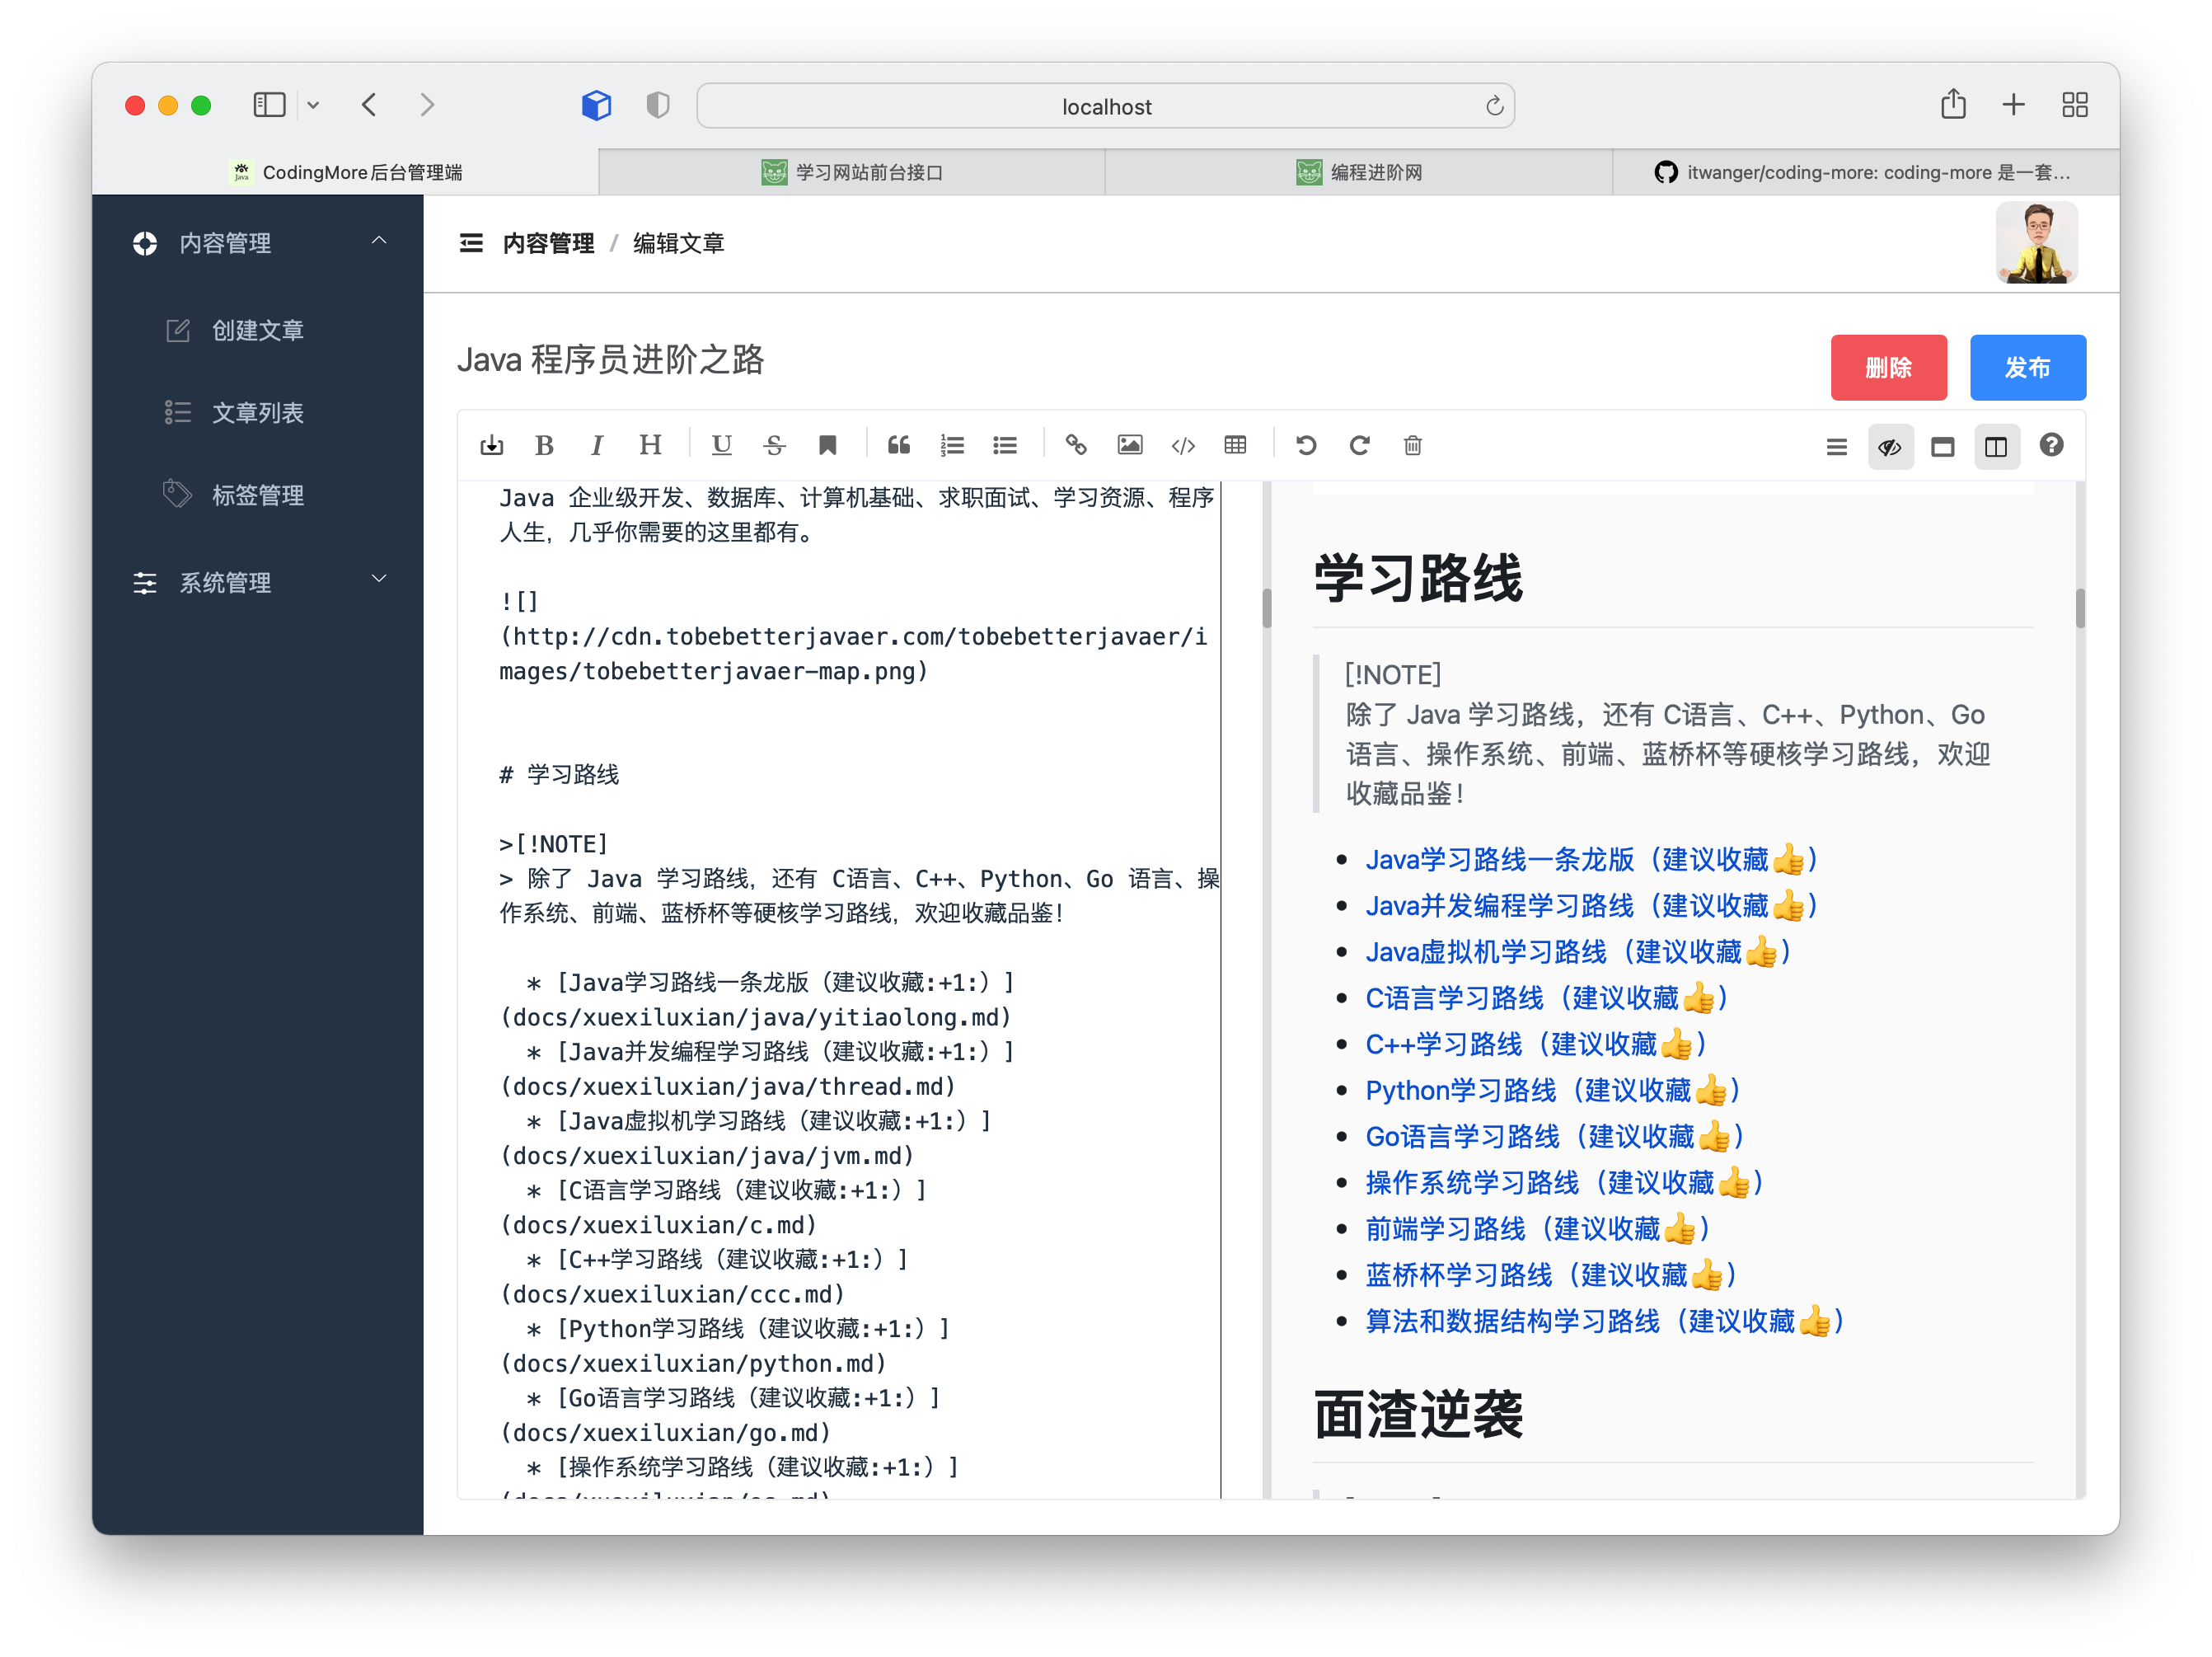 localhost
CodingMore后台管理端
学习网站前台接口
编程进阶网
itwanger/coding-more: coding-more 是一套...
内容管理
创建文章
文章列表
标签管理
系统管理
内容管理 / 编辑文章
Java 程序员进阶之路
删除
发布
Java 企业级开发、数据库、计算机基础、求职面试、学习资源、程序
人生，几乎你需要的这里都有。
![]
(http://cdn.tobebetterjavaer.com/tobebetterjavaer/i
mages/tobebetterjavaer-map.png)
# 学习路线
>[!NOTE]
> 除了 Java 学习路线，还有 C语言、C++、Python、Go 语言、操
作系统、前端、蓝桥杯等硬核学习路线，欢迎收藏品鉴！
* [Java学习路线一条龙版（建议收藏:+1:）]
(docs/xuexiluxian/java/yitiaolong.md)
* [Java并发编程学习路线（建议收藏:+1:）]
(docs/xuexiluxian/java/thread.md)
* [Java虚拟机学习路线（建议收藏:+1:）]
(docs/xuexiluxian/java/jvm.md)
* [C语言学习路线（建议收藏:+1:）]
(docs/xuexiluxian/c.md)
* [C++学习路线（建议收藏:+1:）]
(docs/xuexiluxian/ccc.md)
* [Python学习路线（建议收藏:+1:）]
(docs/xuexiluxian/python.md)
* [Go语言学习路线（建议收藏:+1:）]
(docs/xuexiluxian/go.md)
* [操作系统学习路线（建议收藏:+1:）]
学习路线
[!NOTE]
除了 Java 学习路线，还有 C语言、C++、Python、Go
语言、操作系统、前端、蓝桥杯等硬核学习路线，欢迎
收藏品鉴！
Java学习路线一条龙版（建议收藏👍）
Java并发编程学习路线（建议收藏👍）
Java虚拟机学习路线（建议收藏👍）
C语言学习路线（建议收藏👍）
C++学习路线（建议收藏👍）
Python学习路线（建议收藏👍）
Go语言学习路线（建议收藏👍）
操作系统学习路线（建议收藏👍）
前端学习路线（建议收藏👍）
蓝桥杯学习路线（建议收藏👍）
算法和数据结构学习路线（建议收藏👍）
面渣逆袭